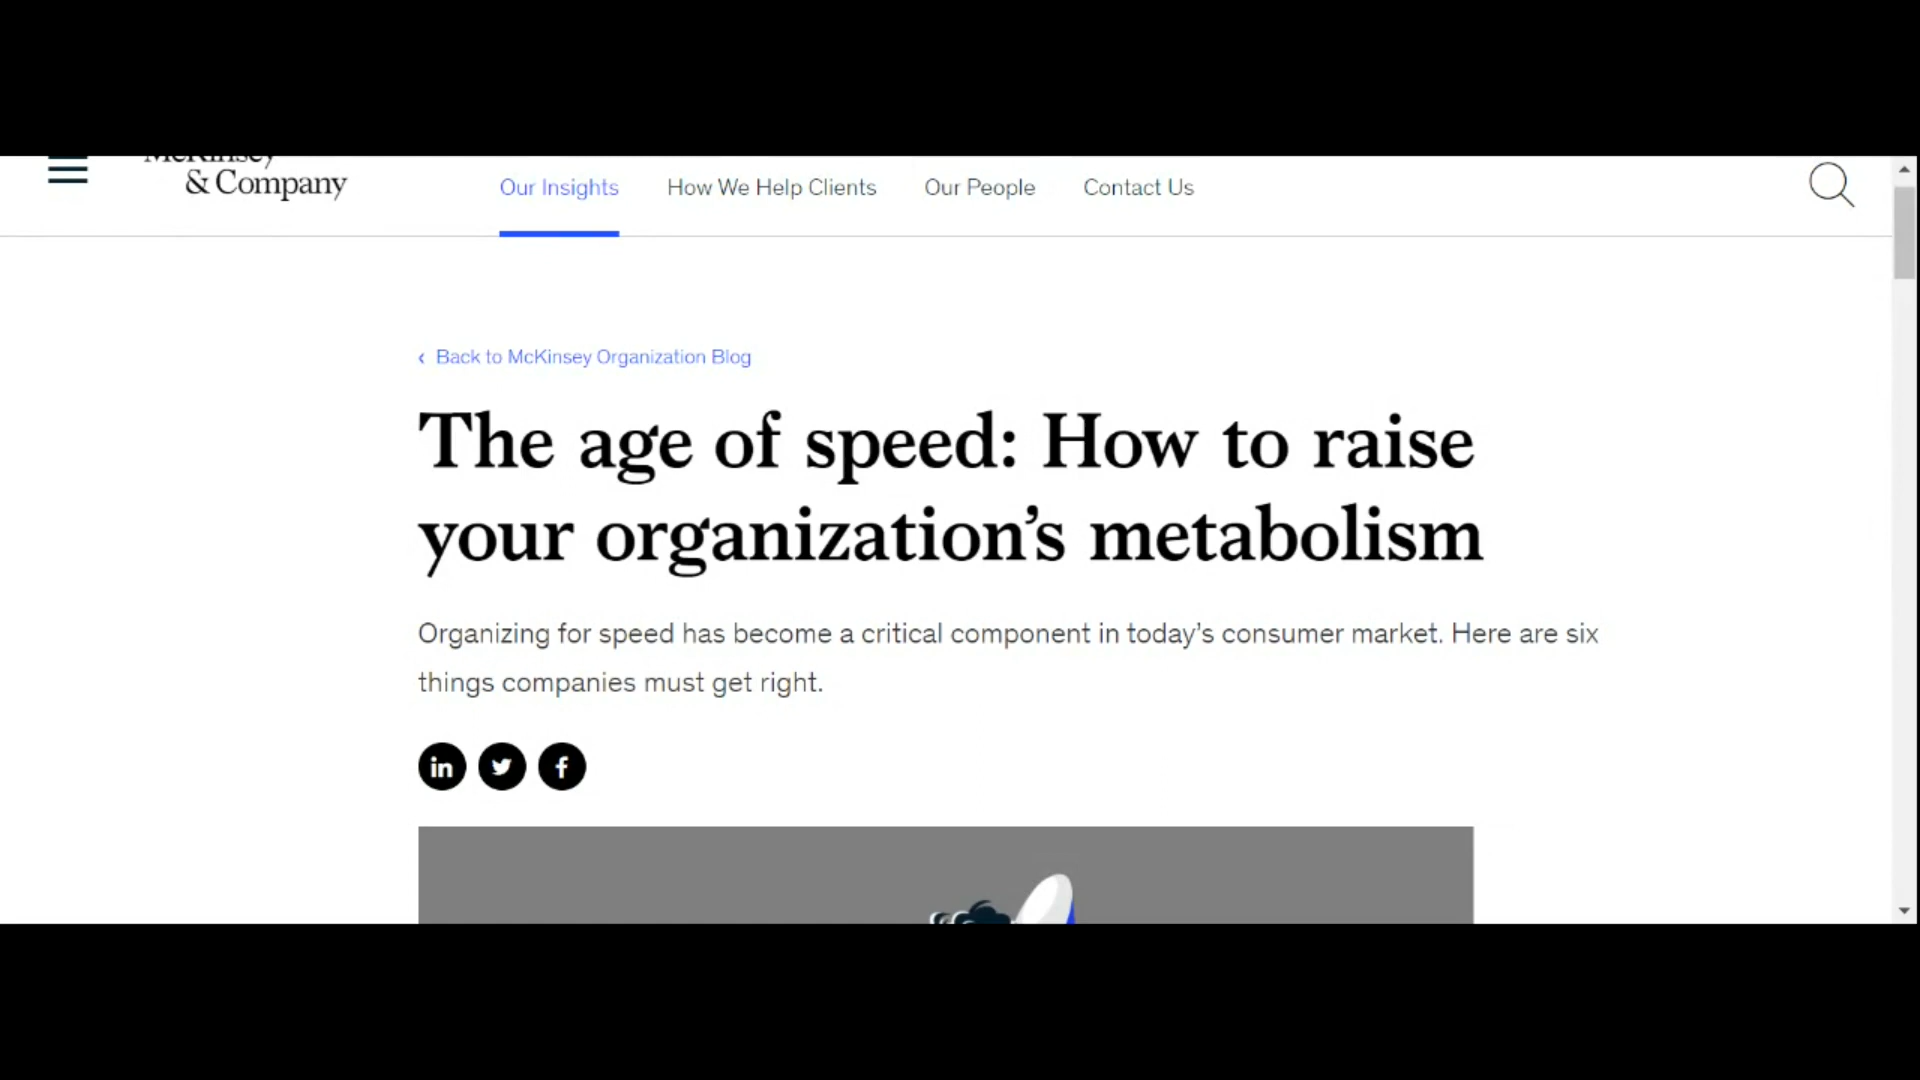 McKinsey
& Company
Our Insights
How We Help Clients
Our People
Contact Us
‹ Back to McKinsey Organization Blog
The age of speed: How to raise
your organization’s metabolism
Organizing for speed has become a critical component in today’s consumer market. Here are six
things companies must get right.
in
f